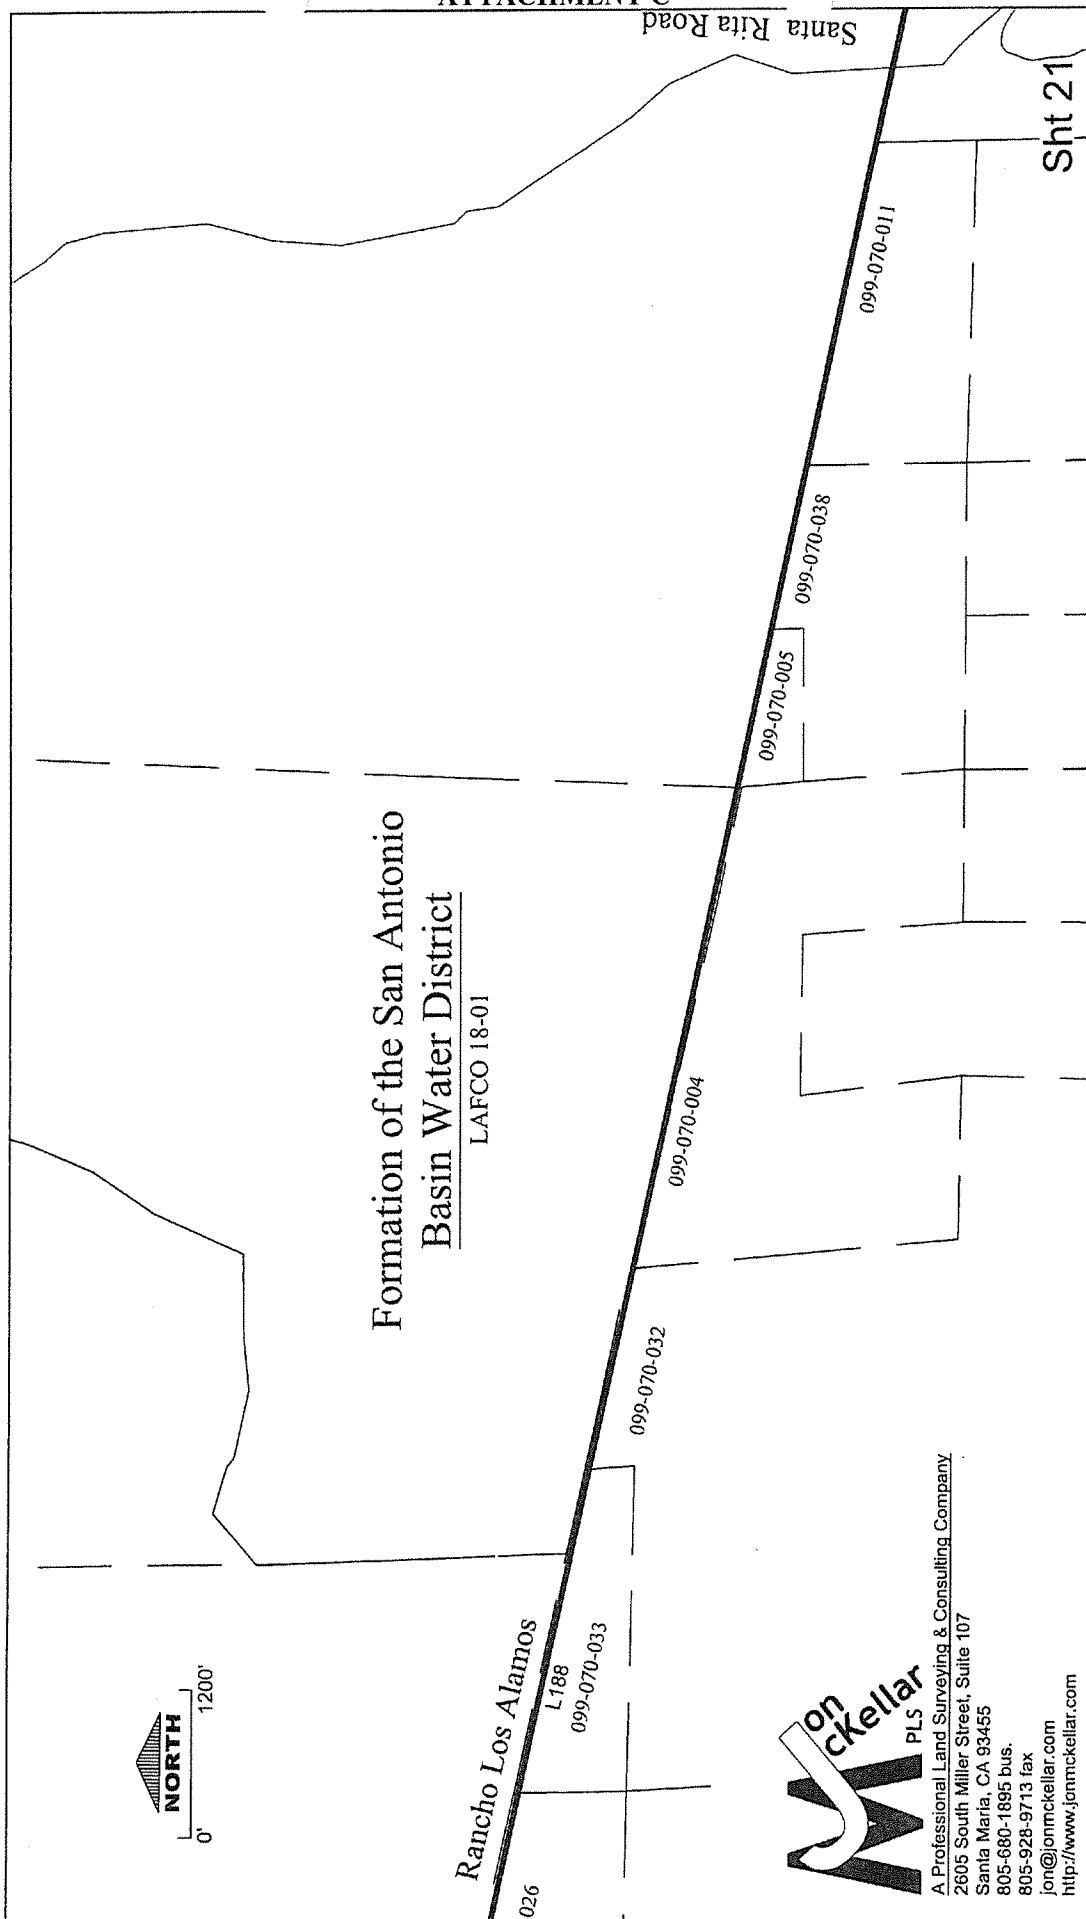 ATTACHMENT C
Santa Rita Road
Sht 21
099-070-011
099-070-038
099-070-005
Formation of the San Antonio
Basin Water District
LAFCO 18-01
099-070-004
099-070-032
Rancho Los Alamos
L188
099-070-033
026
NORTH
0' 1200'
Jon
McKellar
PLS
A Professional Land Surveying & Consulting Company
2605 South Miller Street, Suite 107
Santa Maria, CA 93455
805-680-1895 bus.
805-928-9713 fax
jon@jonmckellar.com
http://www.jonmckellar.com